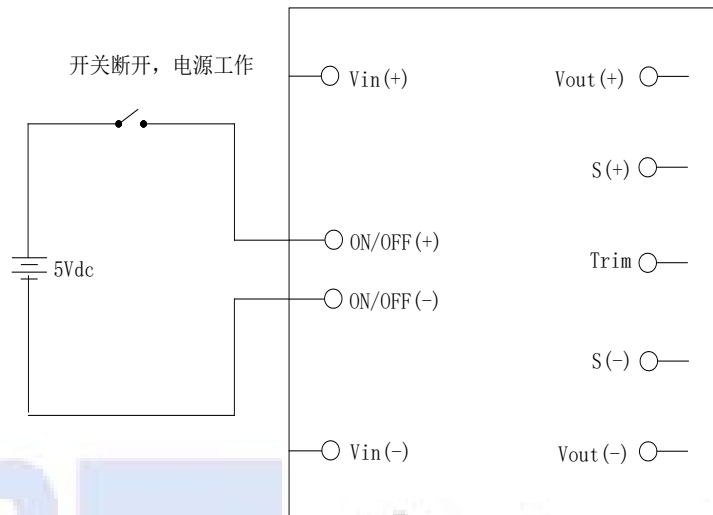 开关断开，电源工作
Vin(+)
Vout(+)
S(+)
ON/OFF(+)
Trim
5Vdc
ON/OFF(-)
S(-)
Vin(-)
Vout(-)